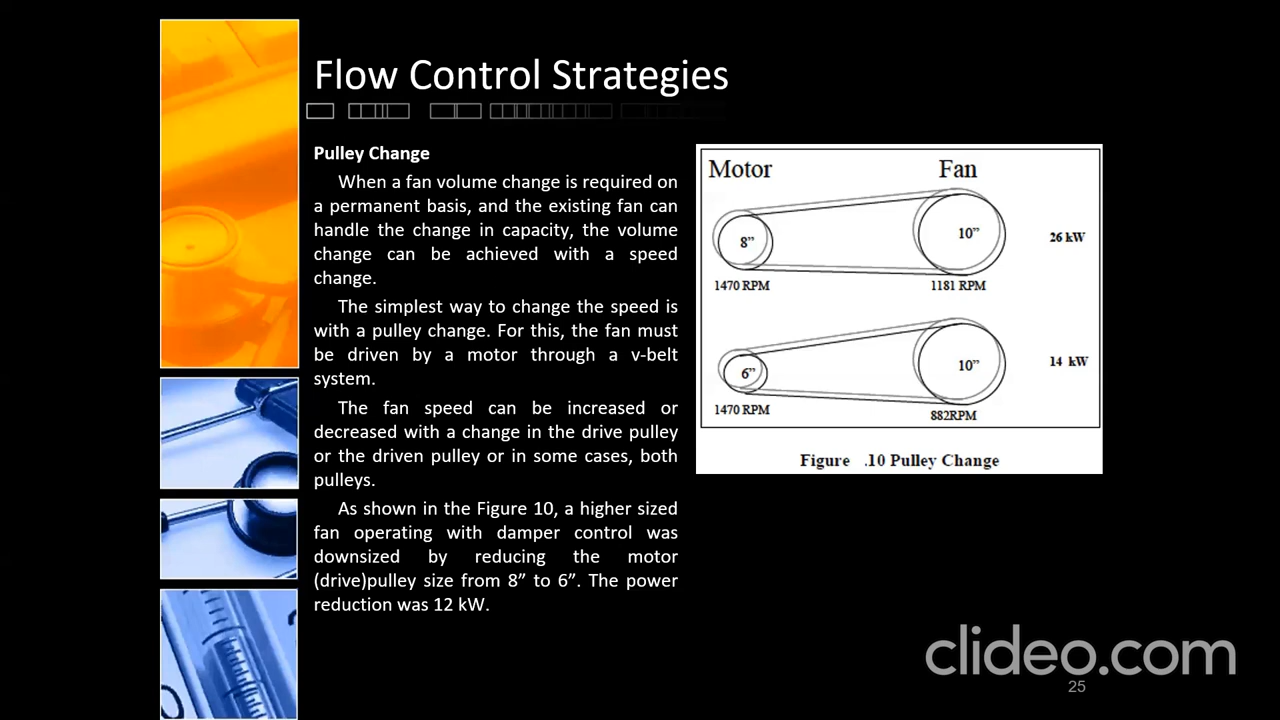 Flow Control Strategies
Pulley Change
When a fan volume change is required on
a permanent basis, and the existing fan can
handle the change in capacity, the volume
change can be achieved with a speed
change.
The simplest way to change the speed is
with a pulley change. For this, the fan must
be driven by a motor through a v-belt
system.
The fan speed can be increased or
decreased with a change in the drive pulley
or the driven pulley or in some cases, both
pulleys.
As shown in the Figure 10, a higher sized
fan operating with damper control was
downsized by reducing the motor
(drive)pulley size from 8” to 6”. The power
reduction was 12 kW.
Motor Fan
8” 10” 26 kW
1470 RPM 1181 RPM
6” 10” 14 kW
1470 RPM 882RPM
Figure .10 Pulley Change
clideo.com
25